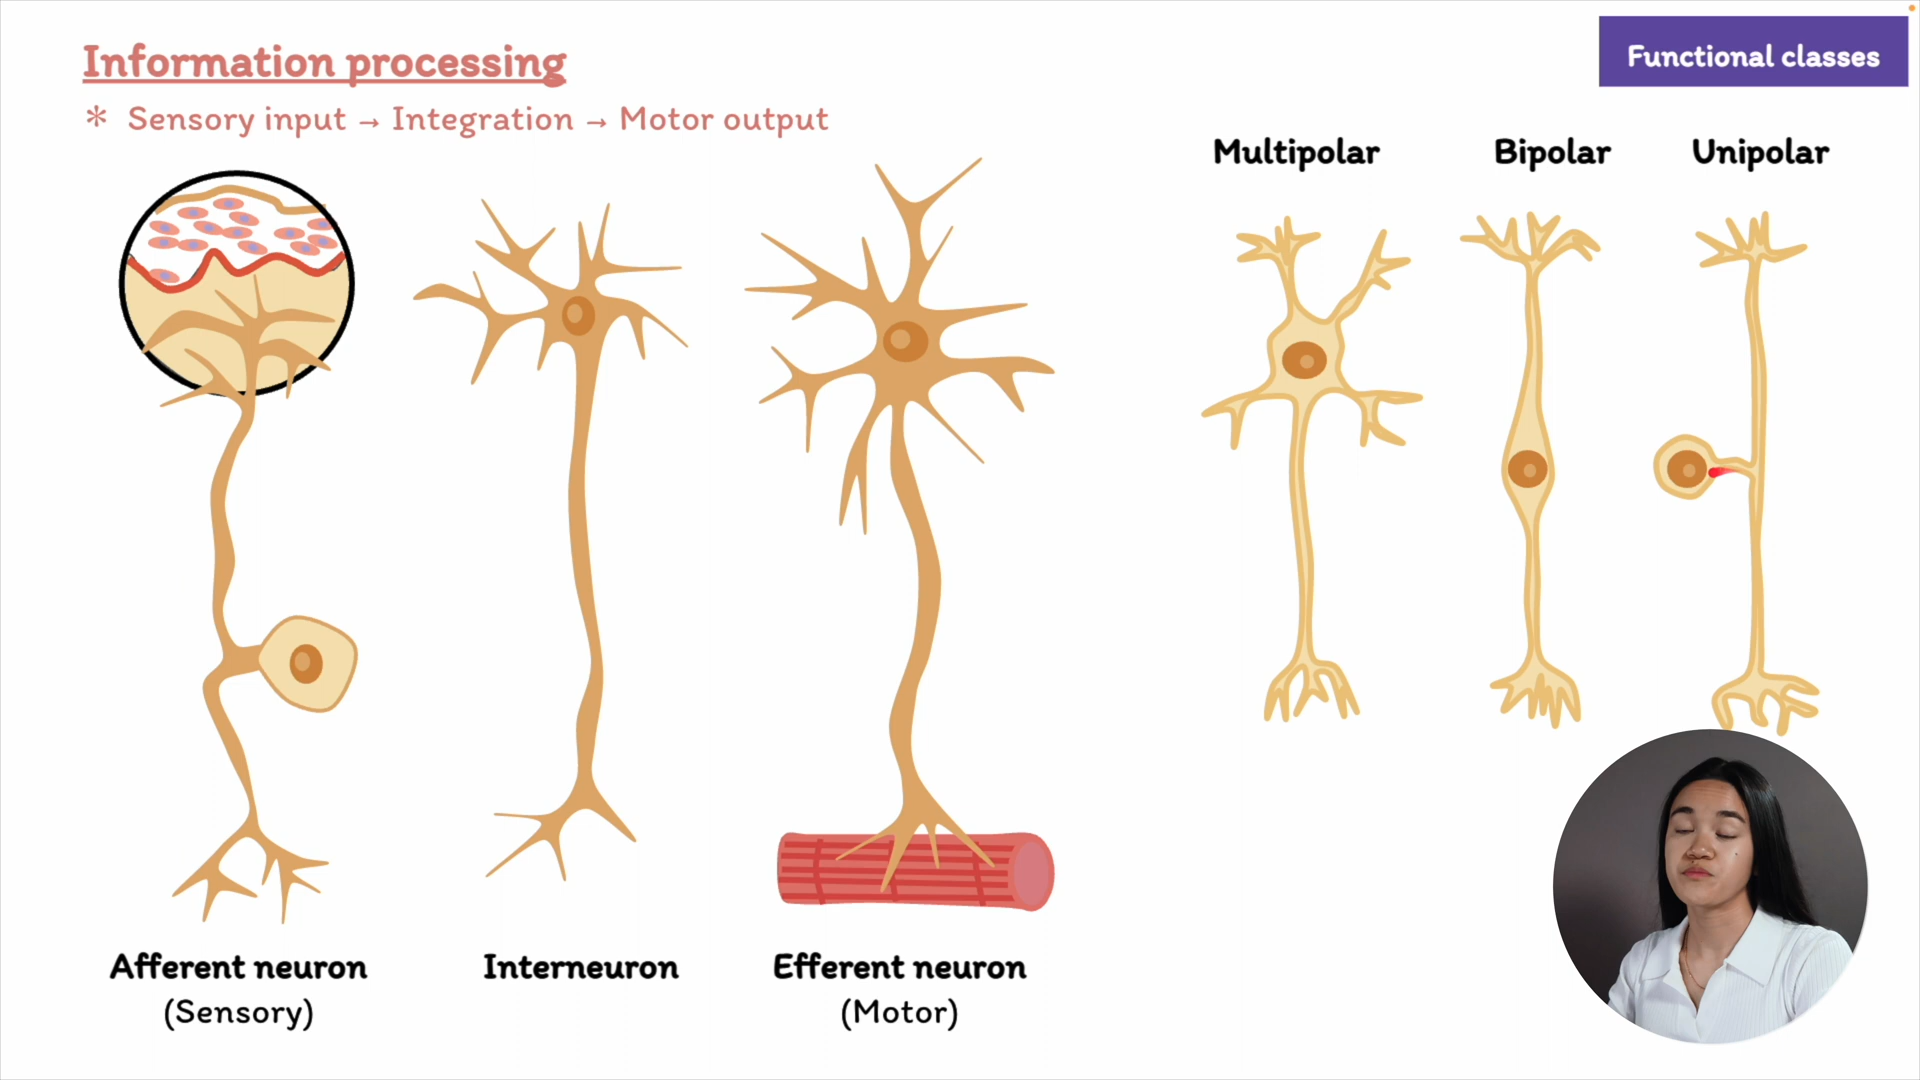 Information processing
* Sensory input → Integration → Motor output
Functional classes
Multipolar
Bipolar
Unipolar
Afferent neuron
(Sensory)
Interneuron
Efferent neuron
(Motor)